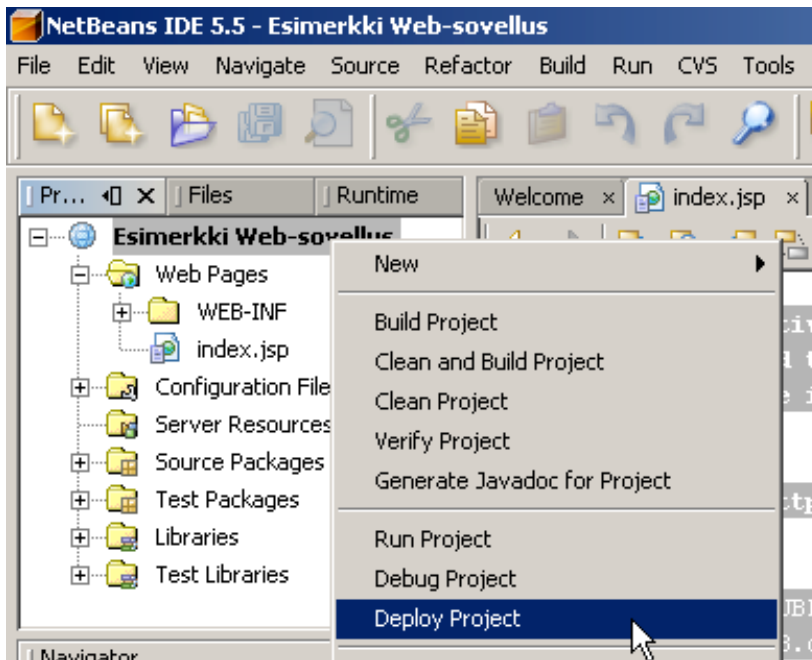 NetBeans IDE 5.5 - Esimerkki Web-sovellus
File Edit View Navigate Source Refactor Build Run CVS Tools
Pr... Files Runtime
Welcome index.jsp
Esimerkki Web-sovellus
Web Pages
WEB-INF
index.jsp
Configuration File
Server Resources
Source Packages
Test Packages
Libraries
Test Libraries
Navigator
New
Build Project
Clean and Build Project
Clean Project
Verify Project
Generate Javadoc for Project
Run Project
Debug Project
Deploy Project